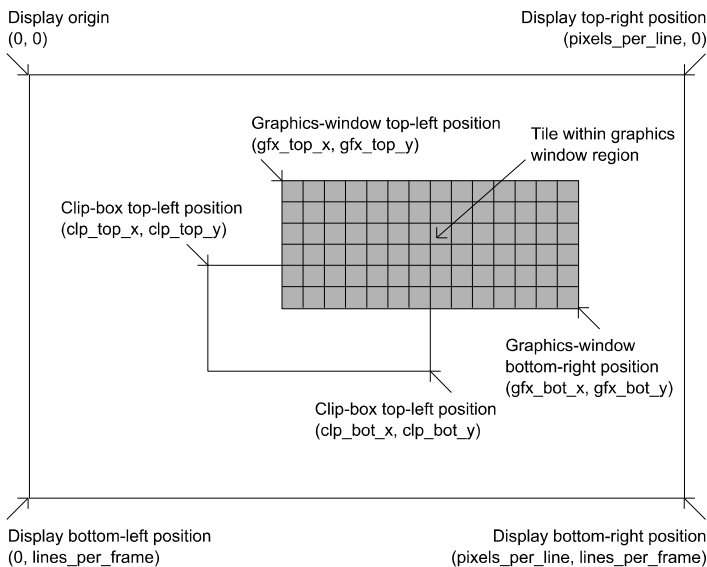 Display origin
(0, 0)
Display top-right position
(pixels_per_line, 0)
Graphics-window top-left position
(gfx_top_x, gfx_top_y)
Tile within graphics
window region
Clip-box top-left position
(clp_top_x, clp_top_y)
Graphics-window
bottom-right position
(gfx_bot_x, gfx_bot_y)
Clip-box top-left position
(clp_bot_x, clp_bot_y)
Display bottom-left position
(0, lines_per_frame)
Display bottom-right position
(pixels_per_line, lines_per_frame)